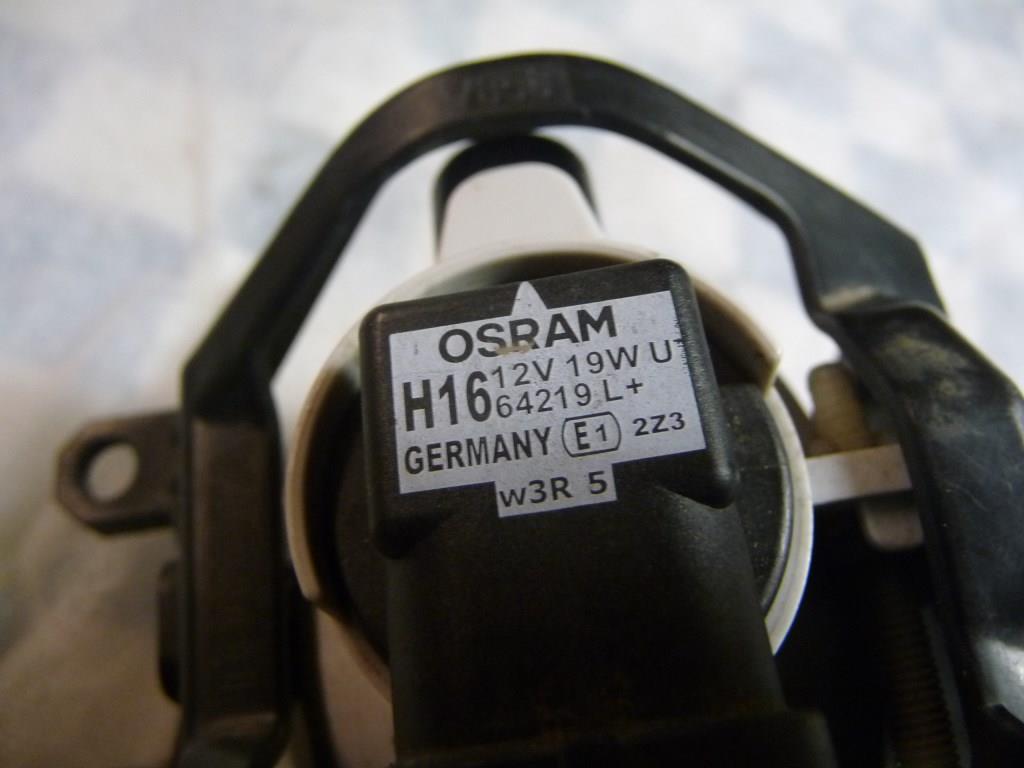 OSRAM
H16 12V 19W U
64219 L+
GERMANY E1 2Z3
w3R 5